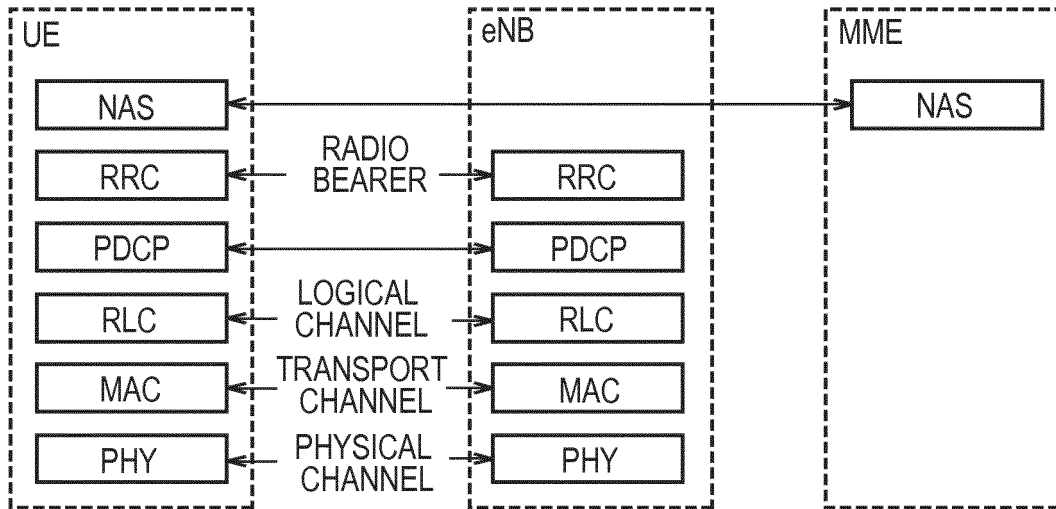 UE
eNB
MME
NAS
NAS
RRC
RADIO
BEARER
RRC
PDCP
PDCP
RLC
LOGICAL
CHANNEL
RLC
MAC
TRANSPORT
CHANNEL
MAC
PHY
PHYSICAL
CHANNEL
PHY